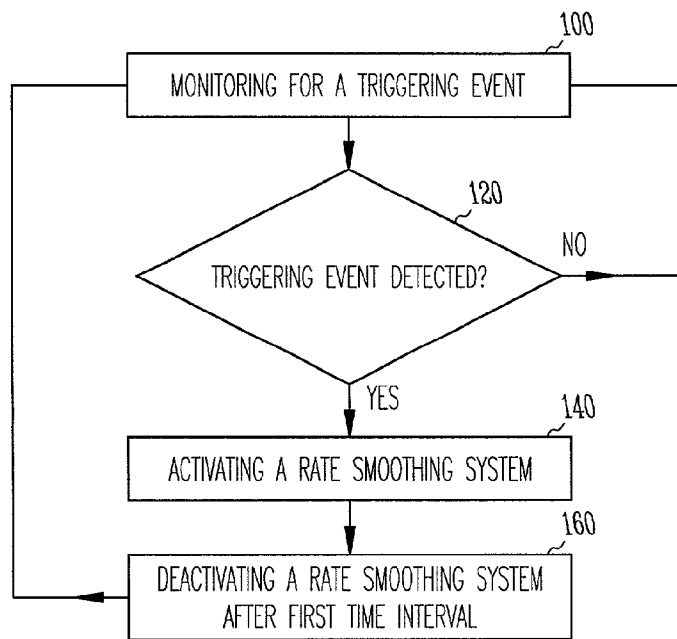 100
MONITORING FOR A TRIGGERING EVENT
120
TRIGGERING EVENT DETECTED?
NO
YES
140
ACTIVATING A RATE SMOOTHING SYSTEM
160
DEACTIVATING A RATE SMOOTHING SYSTEM
AFTER FIRST TIME INTERVAL